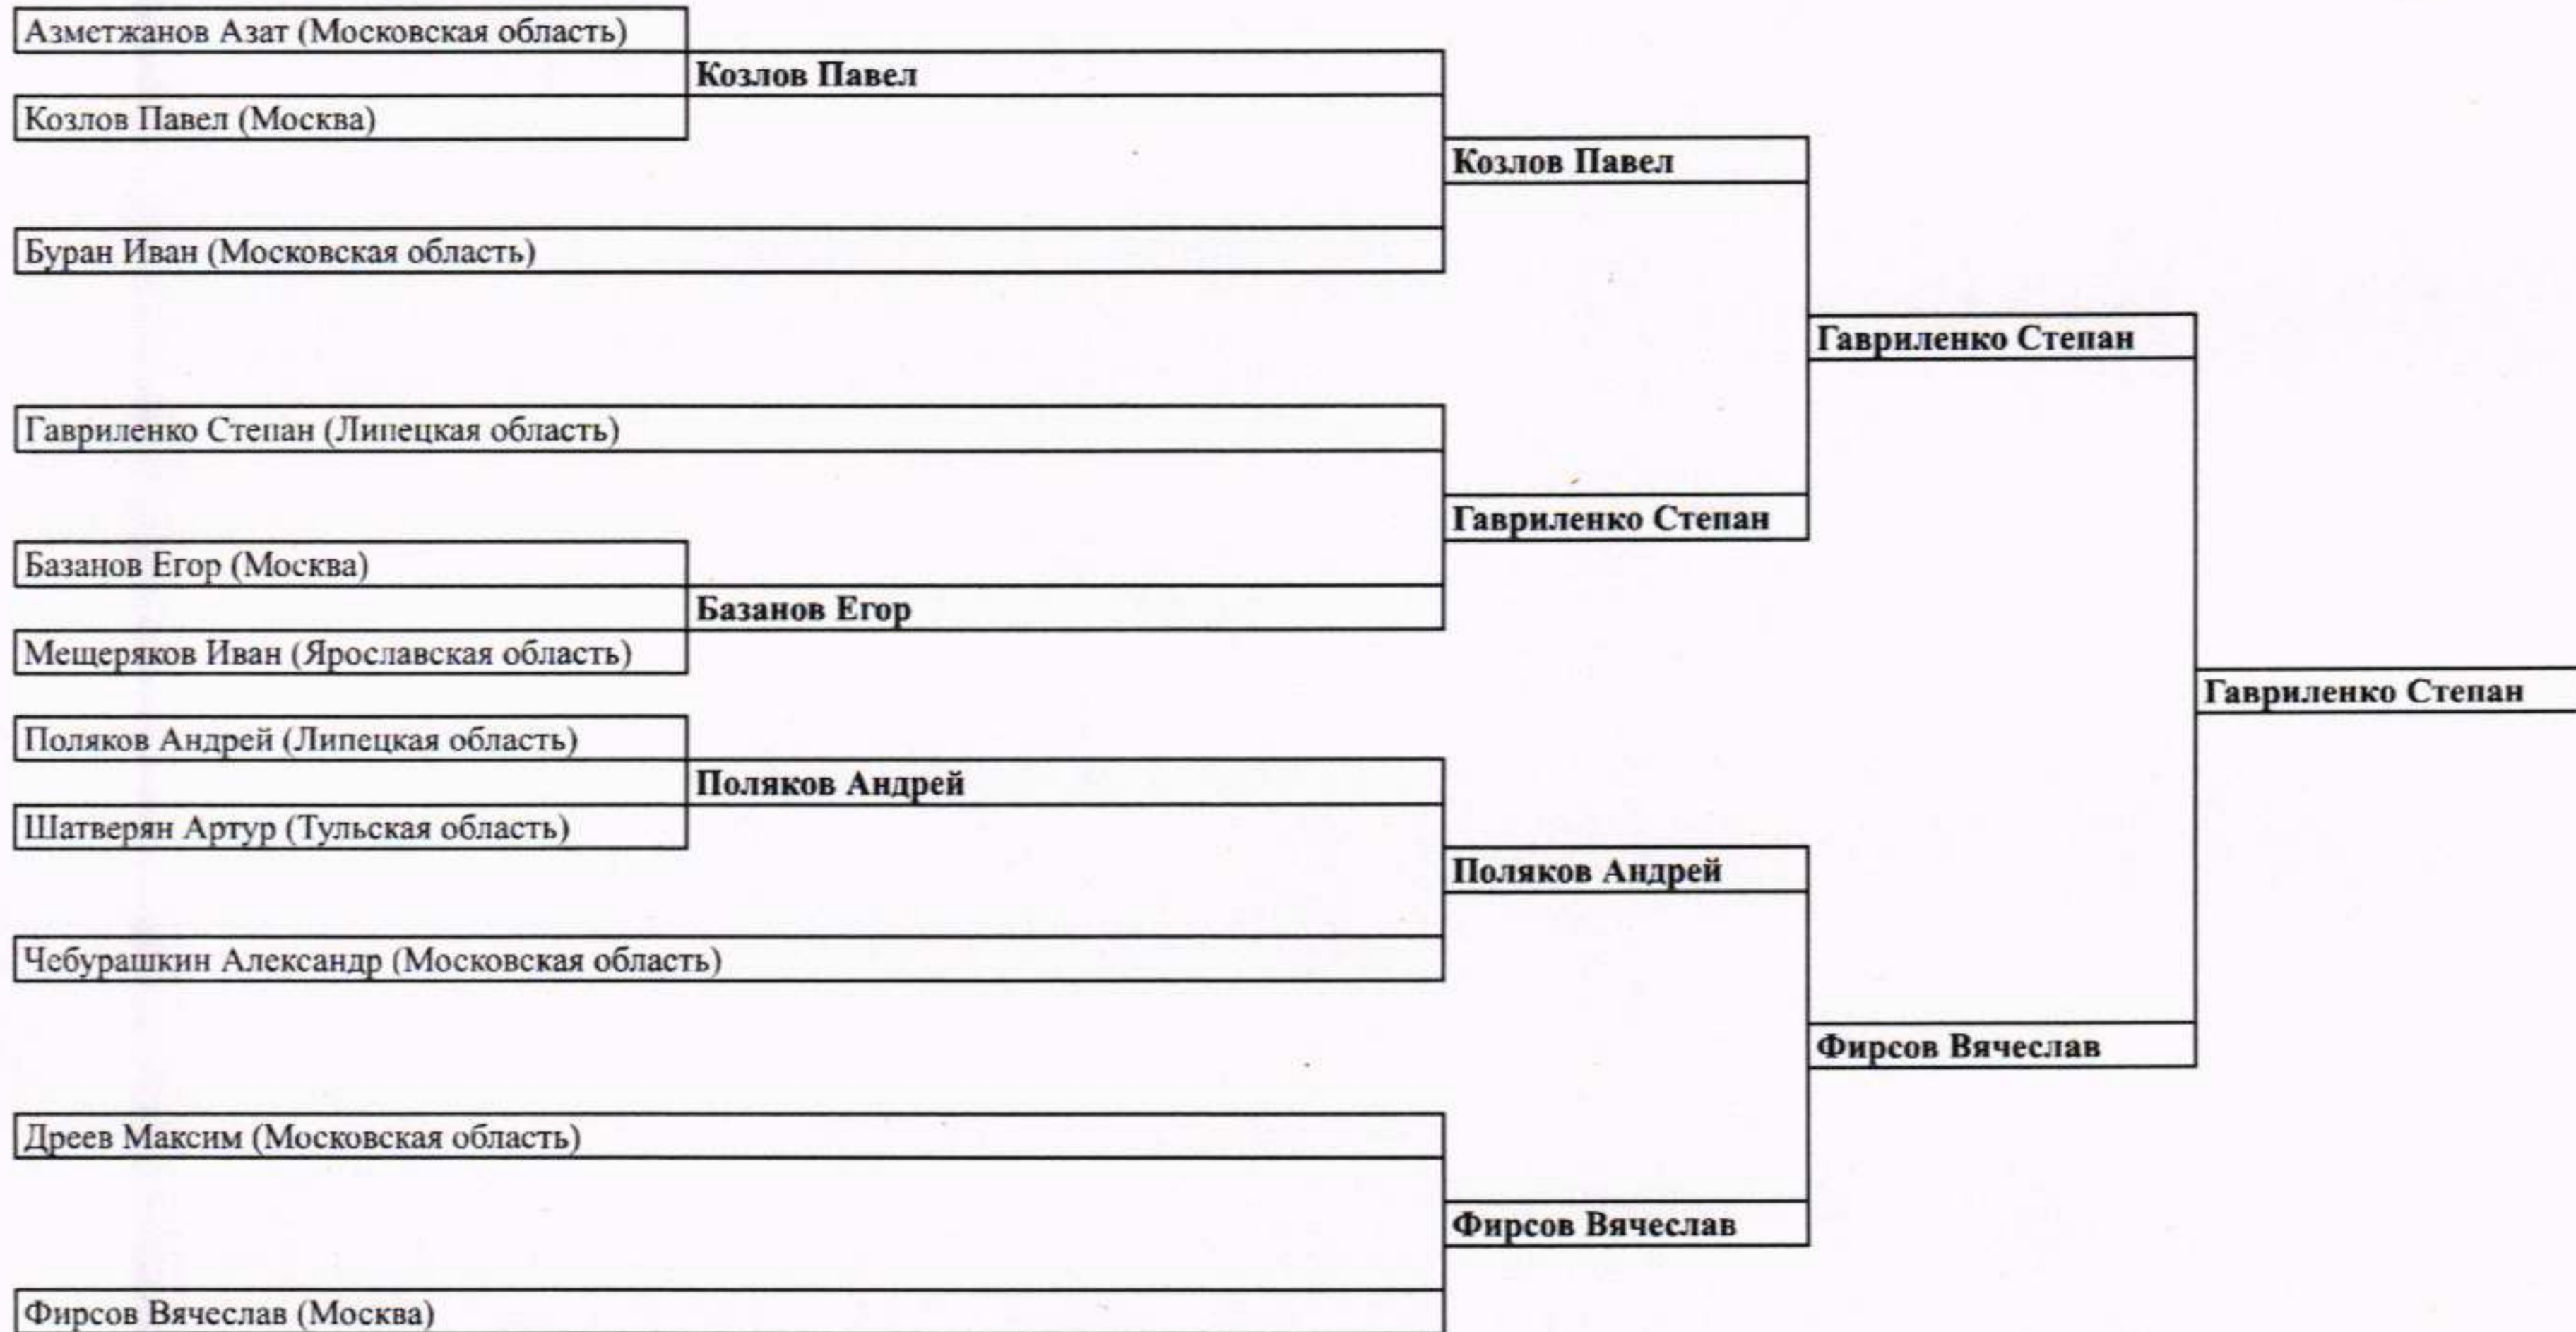 Азметжанов Азат (Московская область)
Козлов Павел
Козлов Павел (Москва)
Козлов Павел
Буран Иван (Московская область)
Гавриленко Степан
Гавриленко Степан (Липецкая область)
Гавриленко Степан
Базанов Егор (Москва)
Базанов Егор
Мещеряков Иван (Ярославская область)
Гавриленко Степан
Поляков Андрей (Липецкая область)
Поляков Андрей
Шатверян Артур (Тульская область)
Поляков Андрей
Чебурашкин Александр (Московская область)
Фирсов Вячеслав
Дреев Максим (Московская область)
Фирсов Вячеслав
Фирсов Вячеслав (Москва)